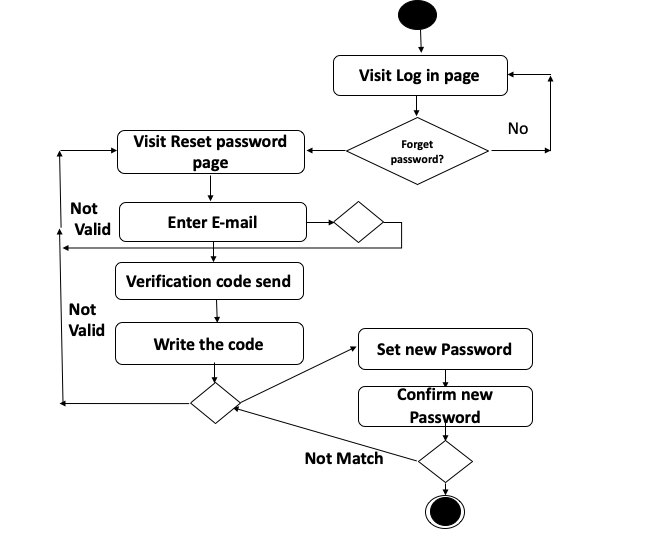 Visit Log in page
Forget
password?
No
Visit Reset password
page
Not
Valid
Enter E-mail
Verification code send
Not
Valid
Write the code
Set new Password
Confirm new
Password
Not Match